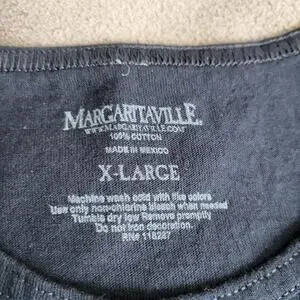 MARGARITAVILLE.
WWW.MARGARITAVILLE.COM
100% COTTON
MADE IN MEXICO
X-LARGE
Machine wash cold with like colors
Use only non-chlorine bleach when needed
Tumble dry low Remove promptly
Do not iron decoration.
RN# 118287